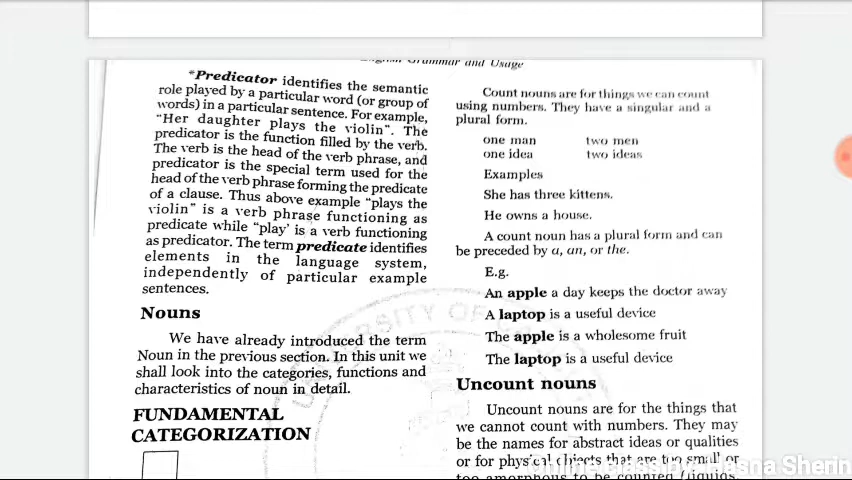 English Grammar and Usage
*Predicator identifies the semantic
role played by a particular word (or group of
words) in a particular sentence. For example,
"Her daughter plays the violin". The
predicator is the function filled by the verb.
The verb is the head of the verb phrase, and
predicator is the special term used for the
head of the verb phrase forming the predicate
of a clause. Thus above example "plays the
violin" is a verb phrase functioning as
predicate while "play' is a verb functioning
as predicator. The term predicate identifies
elements in the language system,
independently of particular example
sentences.
Nouns
We have already introduced the term
Noun in the previous section. In this unit we
shall look into the categories, functions and
characteristics of noun in detail.
FUNDAMENTAL
CATEGORIZATION
Count nouns are for things we can count
using numbers. They have a singular and a
plural form.
one man two men
one idea two ideas
Examples
She has three kittens.
He owns a house.
A count noun has a plural form and can
be preceded by a, an, or the.
E.g.
An apple a day keeps the doctor away
A laptop is a useful device
The apple is a wholesome fruit
The laptop is a useful device
Uncount nouns
Uncount nouns are for the things that
we cannot count with numbers. They may
be the names for abstract ideas or qualities
or for physical objects that are too small or
too amorphous to be counted (liquids,
UNIVERSITY OF
Sherin